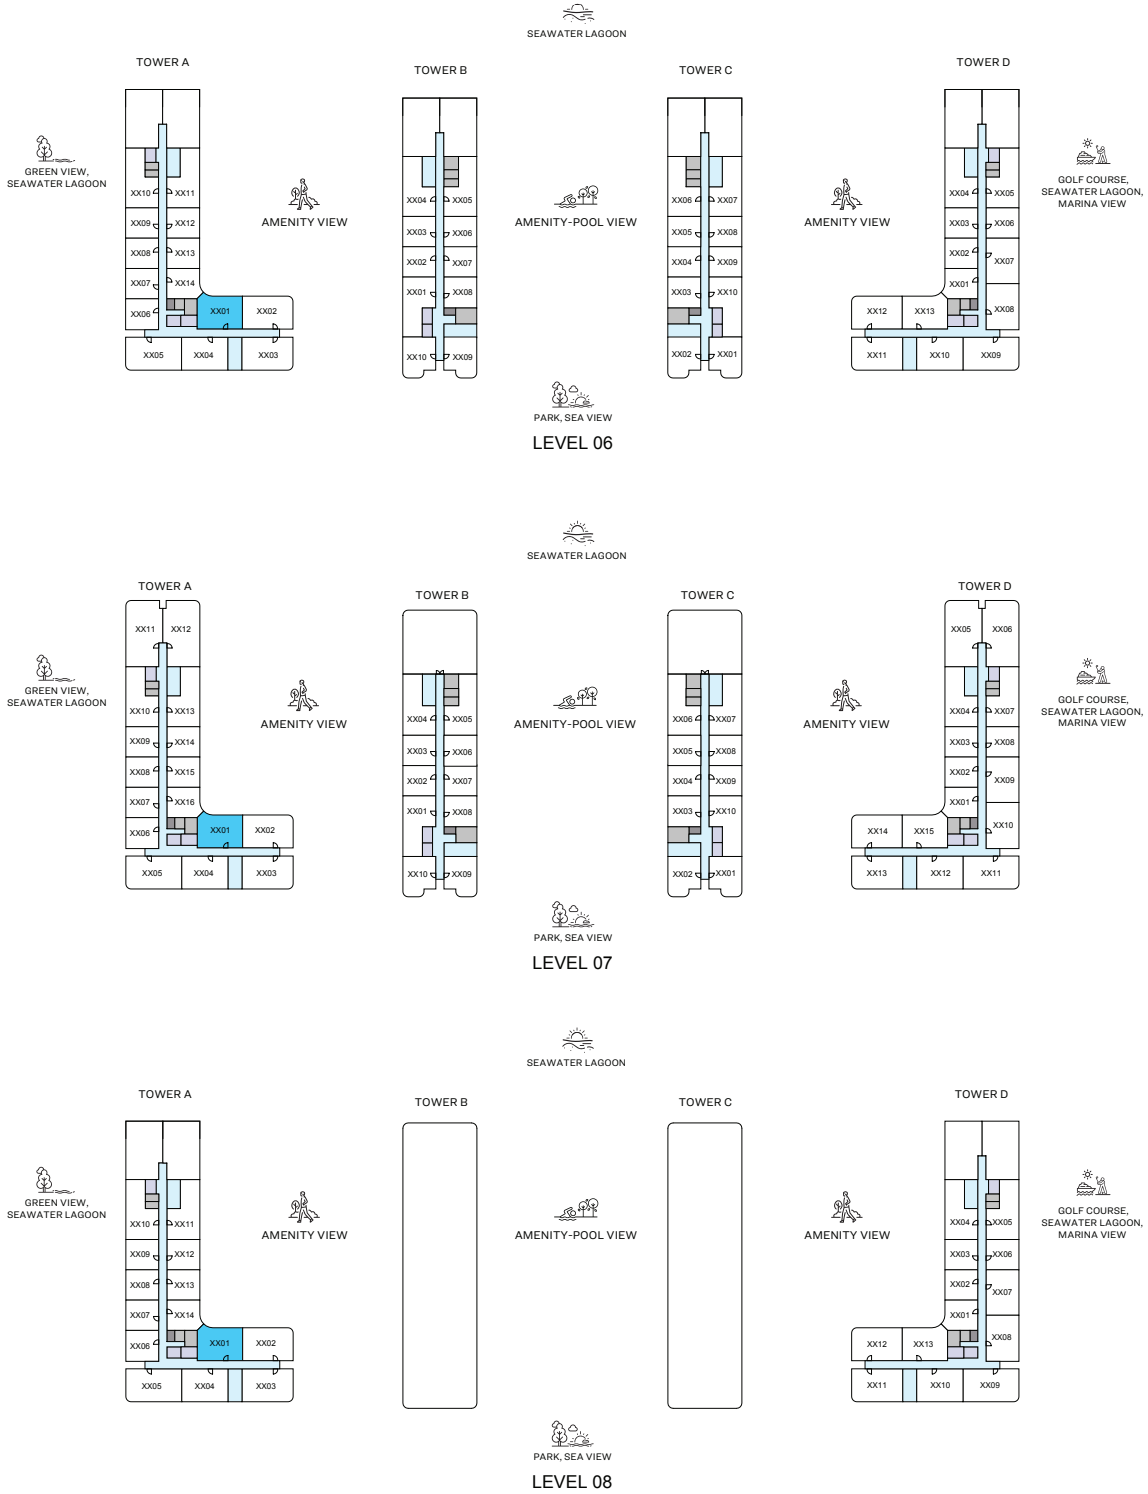 SEAWATER LAGOON
TOWER A
TOWER B
TOWER C
TOWER D
GREEN VIEW,
SEAWATER LAGOON
AMENITY VIEW
AMENITY-POOL VIEW
AMENITY VIEW
GOLF COURSE,
SEAWATER LAGOON,
MARINA VIEW
XX10 XX11
XX09 XX12
XX08 XX13
XX07 XX14
XX06 XX01 XX02
XX05 XX04 XX03
XX04 XX05
XX03 XX06
XX02 XX07
XX01 XX08
XX10 XX09
XX06 XX07
XX05 XX08
XX04 XX09
XX03 XX10
XX02 XX01
XX04 XX05
XX03 XX06
XX02 XX07
XX01
XX12 XX13 XX08
XX11 XX10 XX09
PARK, SEA VIEW
LEVEL 06
SEAWATER LAGOON
TOWER A
TOWER B
TOWER C
TOWER D
GREEN VIEW,
SEAWATER LAGOON
AMENITY VIEW
AMENITY-POOL VIEW
AMENITY VIEW
GOLF COURSE,
SEAWATER LAGOON,
MARINA VIEW
XX11 XX12
XX10 XX13
XX09 XX14
XX08 XX15
XX07 XX16
XX06 XX01 XX02
XX05 XX04 XX03
XX04 XX05
XX03 XX06
XX02 XX07
XX01 XX08
XX10 XX09
XX06 XX07
XX05 XX08
XX04 XX09
XX03 XX10
XX02 XX01
XX05 XX06
XX04 XX07
XX03 XX08
XX02 XX09
XX01
XX14 XX15 XX10
XX13 XX12 XX11
PARK, SEA VIEW
LEVEL 07
SEAWATER LAGOON
TOWER A
TOWER B
TOWER C
TOWER D
GREEN VIEW,
SEAWATER LAGOON
AMENITY VIEW
AMENITY-POOL VIEW
AMENITY VIEW
GOLF COURSE,
SEAWATER LAGOON,
MARINA VIEW
XX10 XX11
XX09 XX12
XX08 XX13
XX07 XX14
XX06 XX01 XX02
XX05 XX04 XX03
XX04 XX05
XX03 XX06
XX02 XX07
XX01
XX12 XX13 XX08
XX11 XX10 XX09
PARK, SEA VIEW
LEVEL 08